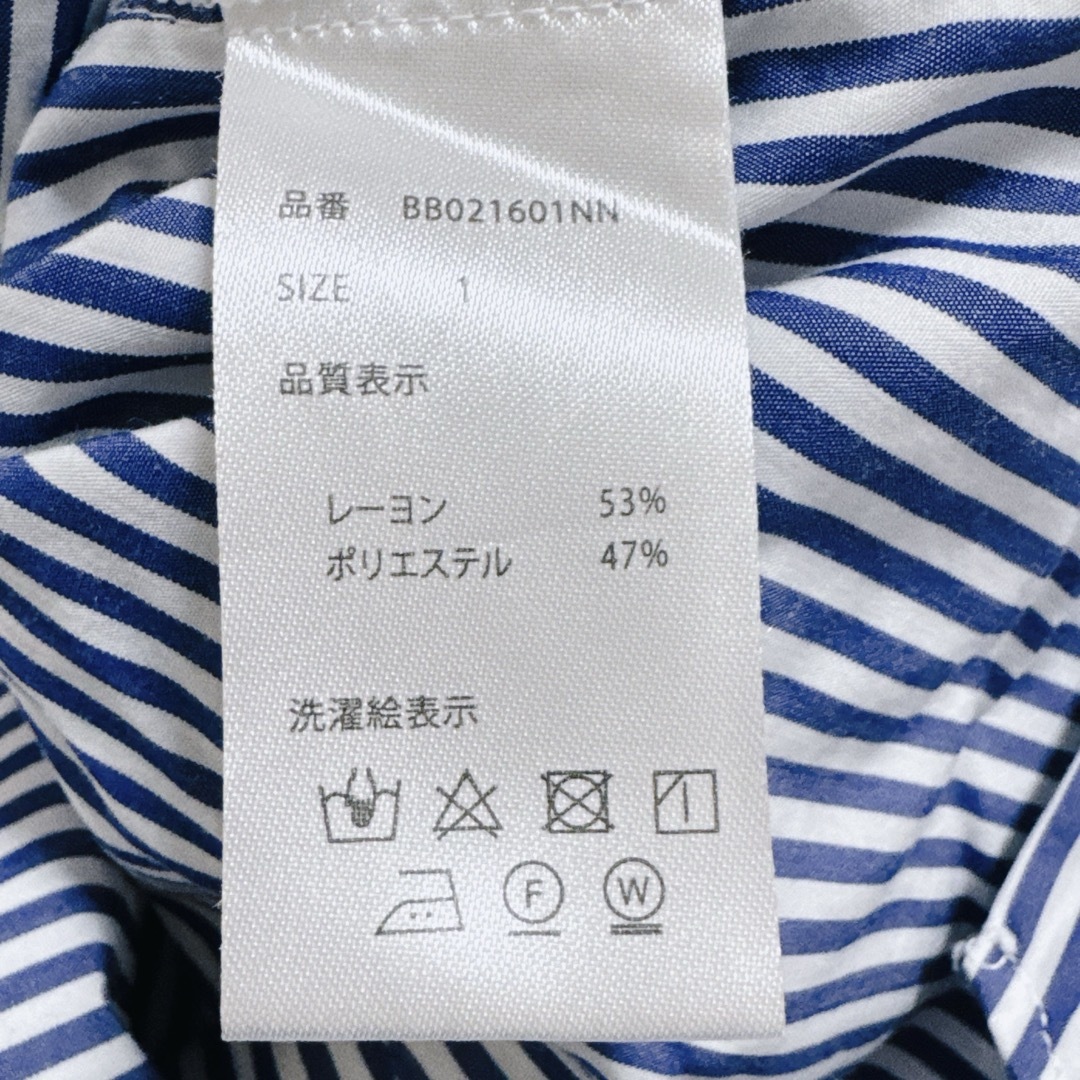 品番 BB021601NN
SIZE 1
品質表示
レーヨン 53%
ポリエステル 47%
洗濯絵表示
F W